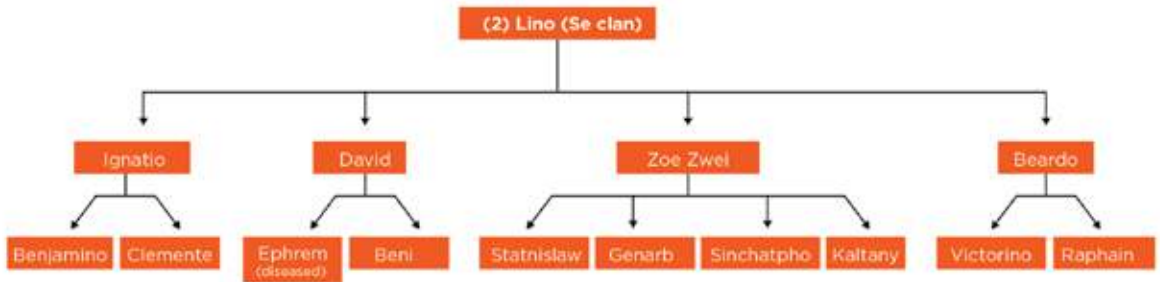 (2) Lino (Se clan)
Ignatio
David
Zoe Zwei
Beardo
Benjamino
Clemente
Ephrem
(diseased)
Beni
Statnislaw
Genarb
Sinchatpho
Kaltany
Victorino
Raphain